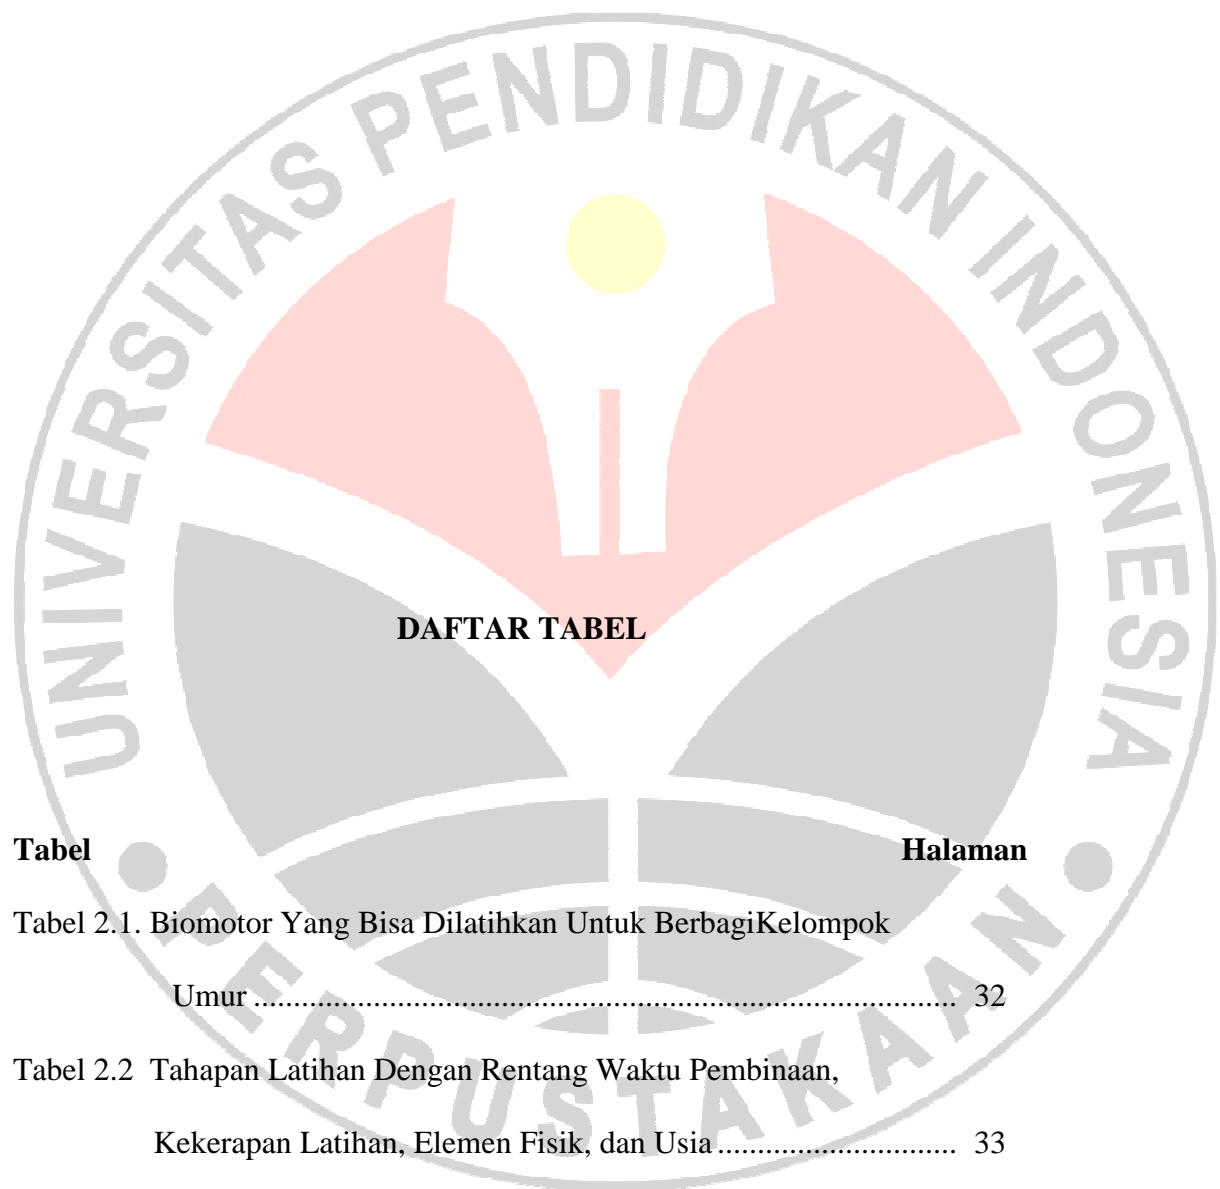 UNIVERSITAS PENDIDIKAN INDONESIA
DAFTAR TABEL
Tabel Halaman
Tabel 2.1. Biomotor Yang Bisa Dilatihkan Untuk BerbagiKelompok
Umur ........................................................................................ 32
Tabel 2.2 Tahapan Latihan Dengan Rentang Waktu Pembinaan,
Kekerapan Latihan, Elemen Fisik, dan Usia .............................. 33
PERPUSTAKAAN